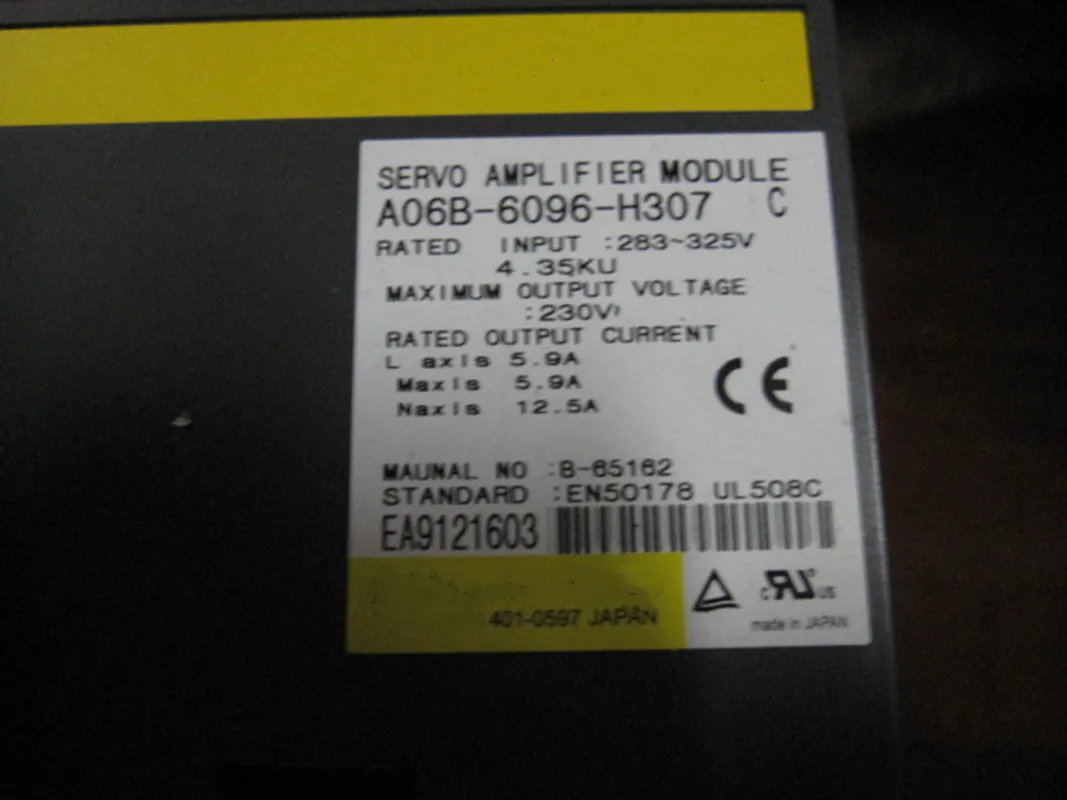 SERVO AMPLIFIER MODULE
A06B-6096-H307 C
RATED INPUT :283~325V
4.35KU
MAXIMUM OUTPUT VOLTAGE
:230V
RATED OUTPUT CURRENT
L axis 5.9A
Maxis 5.9A
Naxis 12.5A
CE
MAUNAL NO :B-65162
STANDARD :EN50178 UL508C
EA9121603
c RU US
401-0597 JAPAN
made in JAPAN